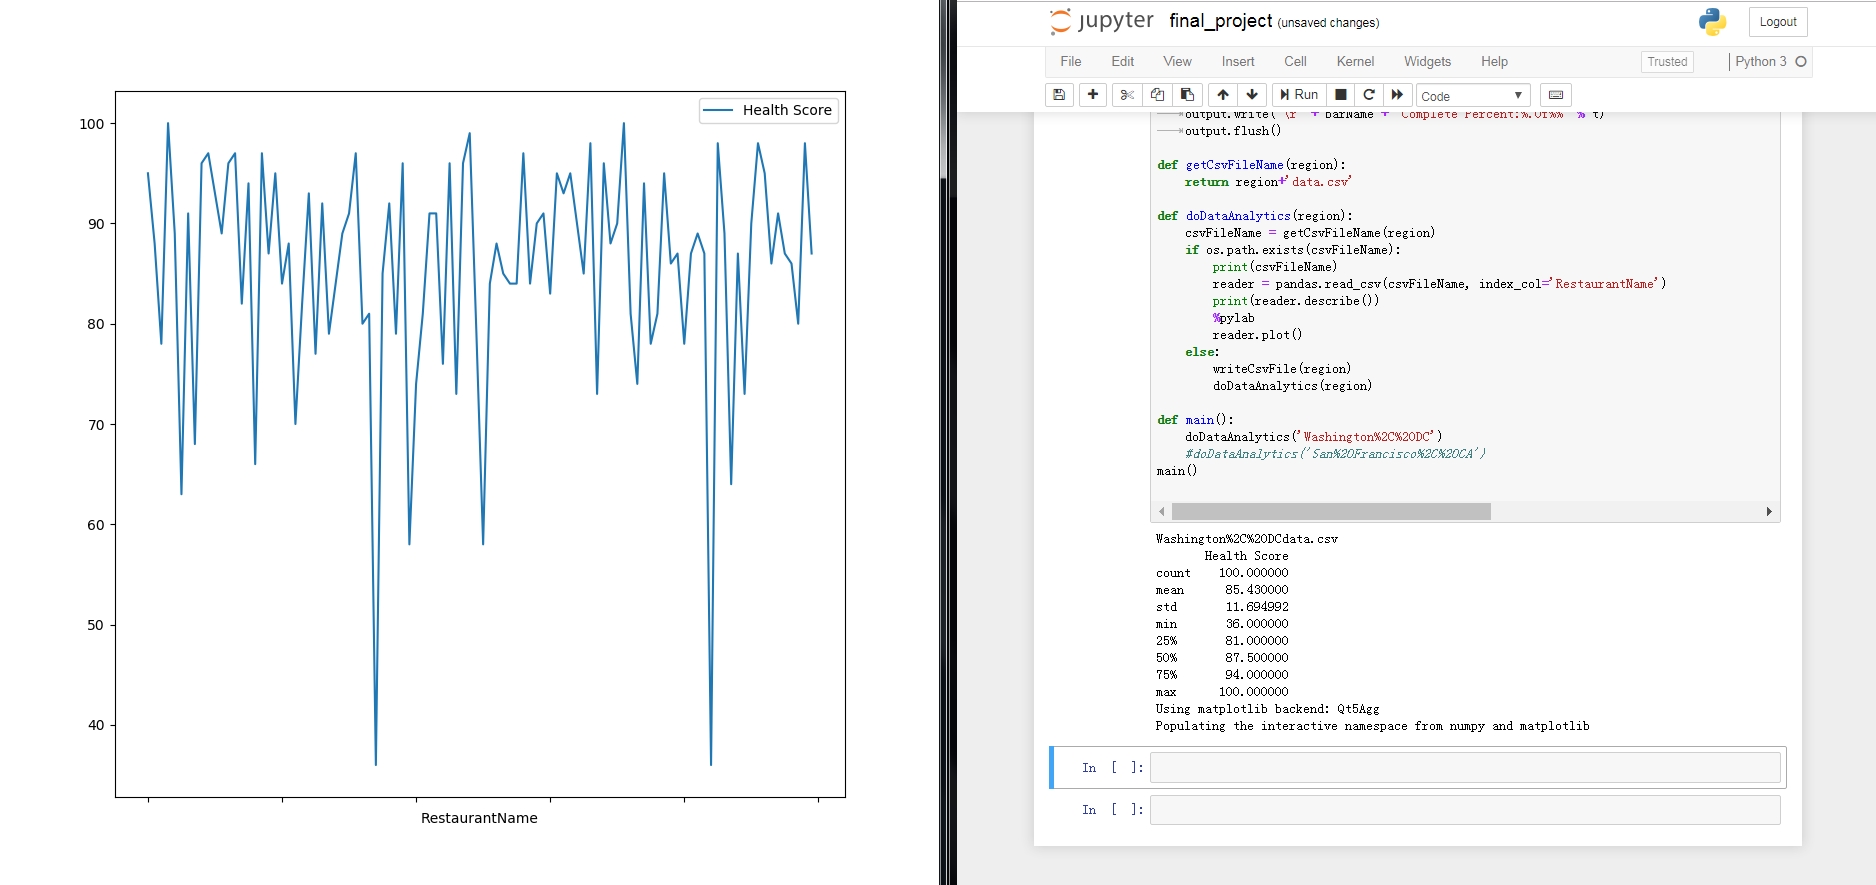 Health Score
100
90
80
70
60
50
40
RestaurantName
jupyter final_project (unsaved changes)
Logout
File Edit View Insert Cell Kernel Widgets Help Trusted Python 3
Run Code
output.write( '\r' + barName + 'Complete Percent:%.0f%%' % t)
output.flush()
def getCsvFileName(region):
return region+'data.csv'
def doDataAnalytics(region):
csvFileName = getCsvFileName(region)
if os.path.exists(csvFileName):
print(csvFileName)
reader = pandas.read_csv(csvFileName, index_col='RestaurantName')
print(reader.describe())
%pylab
reader.plot()
else:
writeCsvFile(region)
doDataAnalytics(region)
def main():
doDataAnalytics('Washington%2C%20DC')
#doDataAnalytics('San%20Francisco%2C%20CA')
main()
Washington%2C%20DCdata.csv
Health Score
count 100.000000
mean 85.430000
std 11.694992
min 36.000000
25% 81.000000
50% 87.500000
75% 94.000000
max 100.000000
Using matplotlib backend: Qt5Agg
Populating the interactive namespace from numpy and matplotlib
In [ ]:
In [ ]: